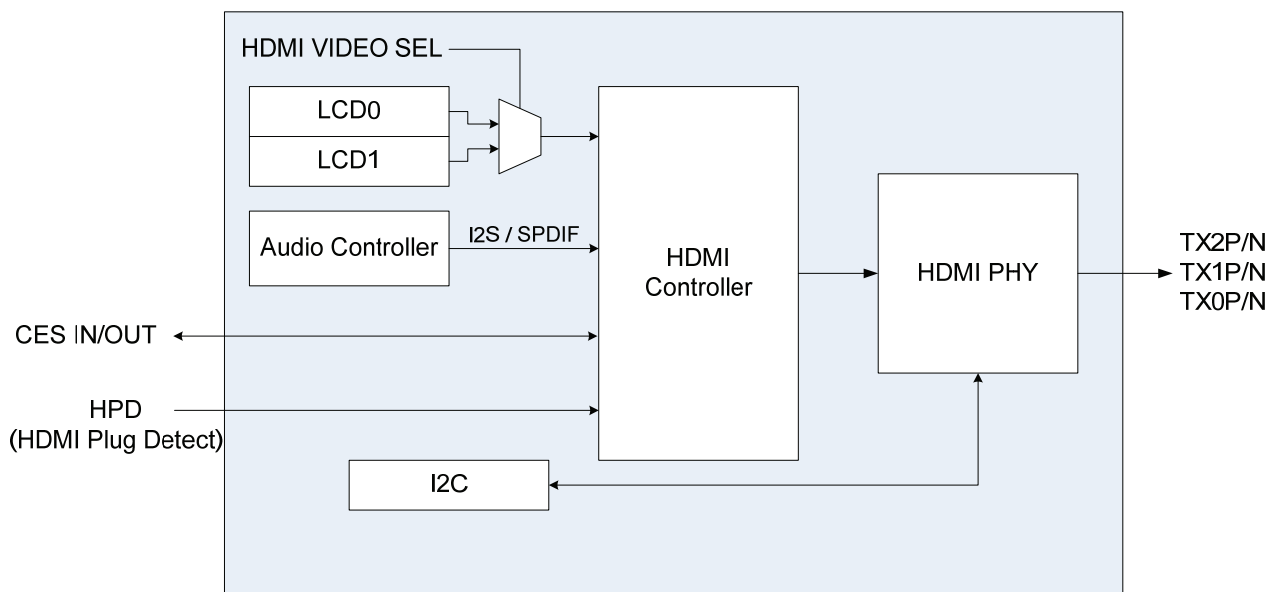 HDMI VIDEO SEL
LCD0
LCD1
Audio Controller
I2S / SPDIF
HDMI
Controller
HDMI PHY
TX2P/N
TX1P/N
TX0P/N
CES IN/OUT
HPD
(HDMI Plug Detect)
I2C